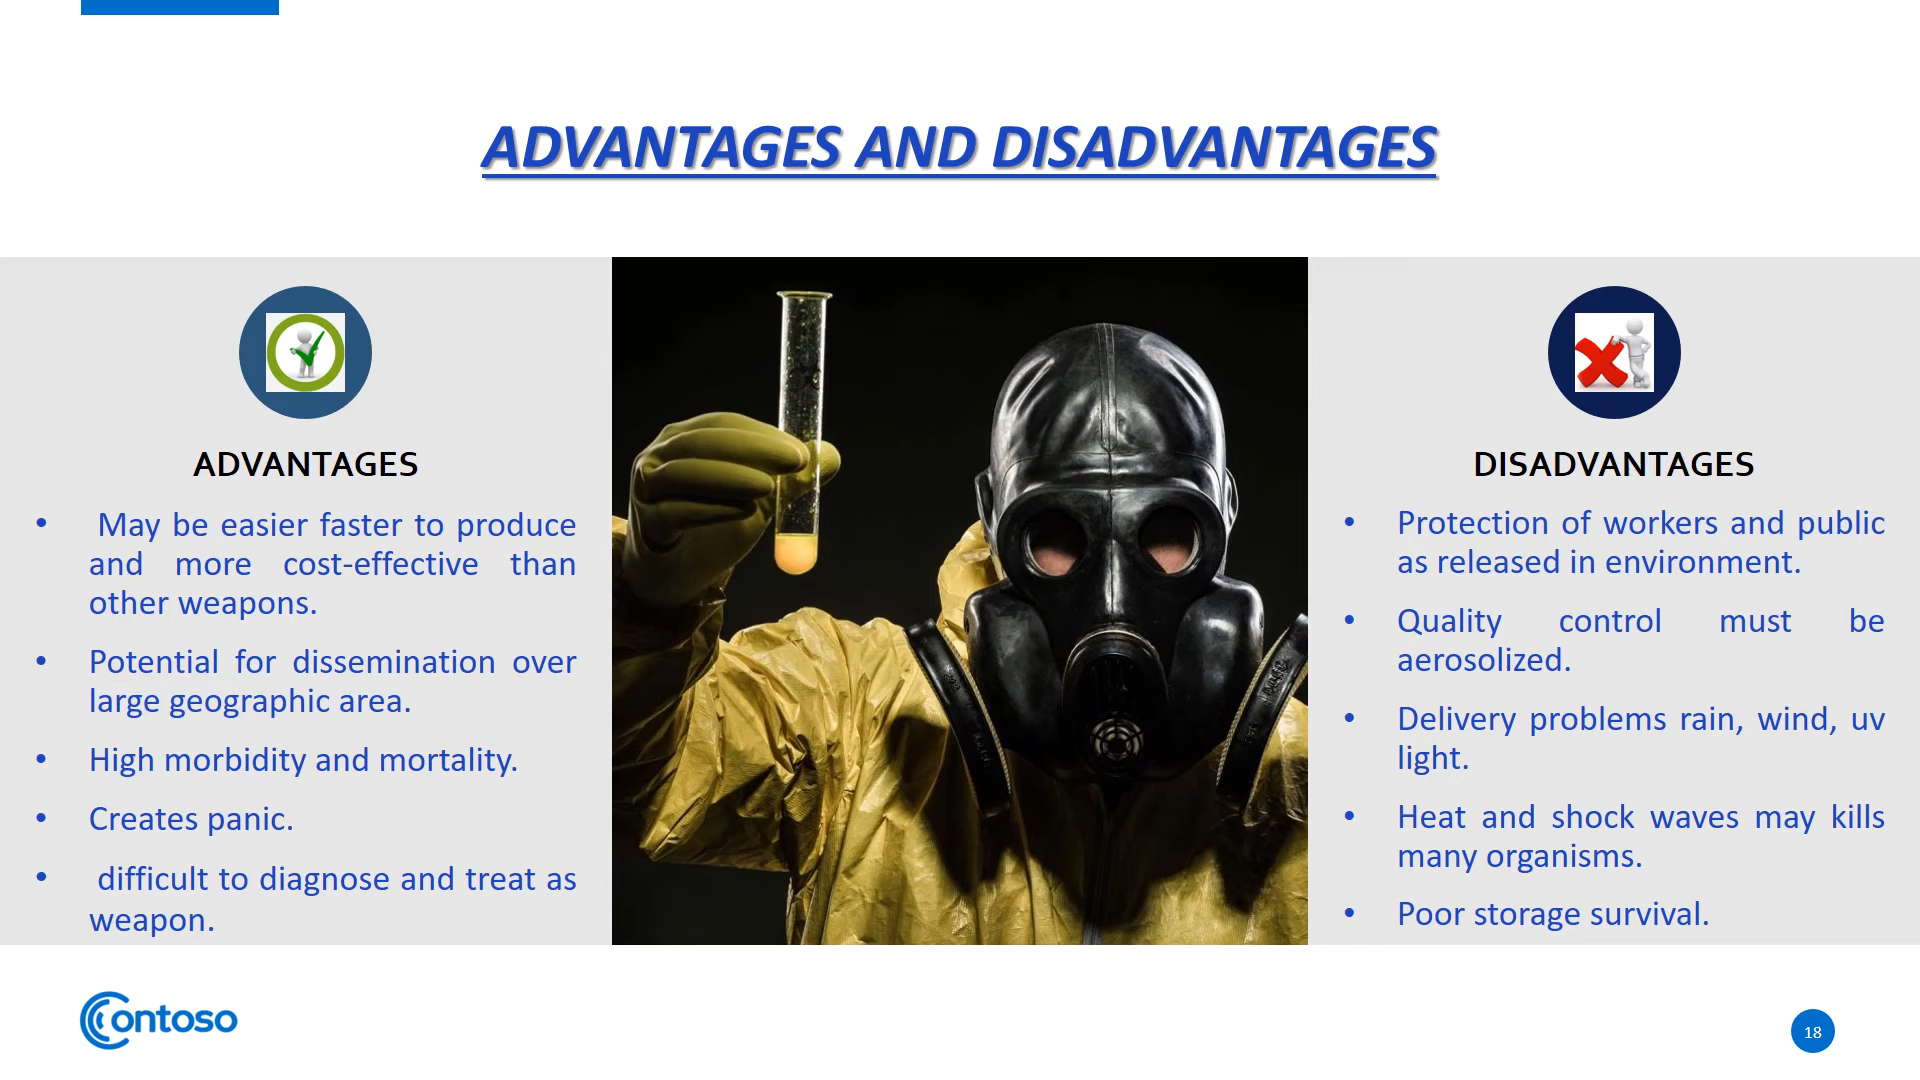 ADVANTAGES AND DISADVANTAGES
ADVANTAGES
• May be easier faster to produce
and more cost-effective than
other weapons.
• Potential for dissemination over
large geographic area.
• High morbidity and mortality.
• Creates panic.
• difficult to diagnose and treat as
weapon.
DISADVANTAGES
• Protection of workers and public
as released in environment.
• Quality control must be
aerosolized.
• Delivery problems rain, wind, uv
light.
• Heat and shock waves may kills
many organisms.
• Poor storage survival.
Contoso
18